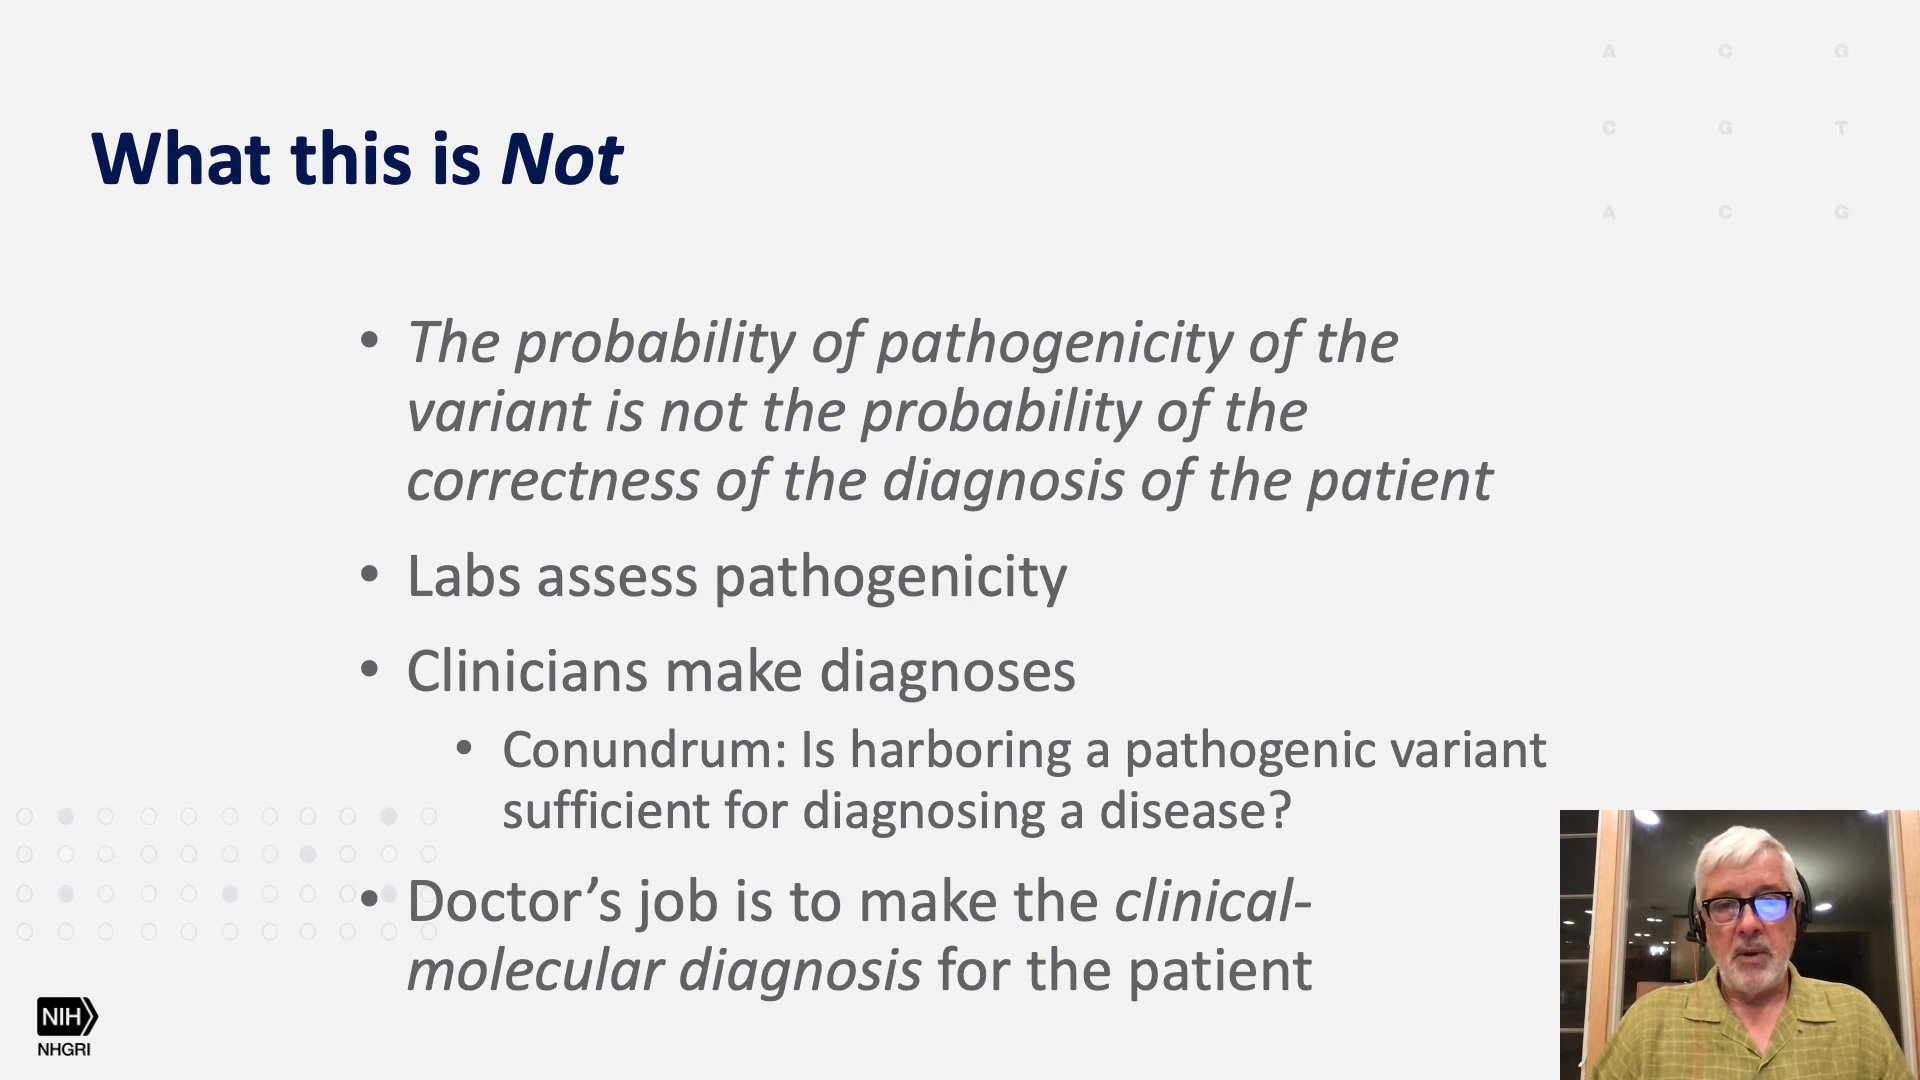 A C G
C G T
A C G
What this is Not
• The probability of pathogenicity of the
variant is not the probability of the
correctness of the diagnosis of the patient
• Labs assess pathogenicity
• Clinicians make diagnoses
• Conundrum: Is harboring a pathogenic variant
sufficient for diagnosing a disease?
• Doctor’s job is to make the clinical-
molecular diagnosis for the patient
NIH
NHGRI